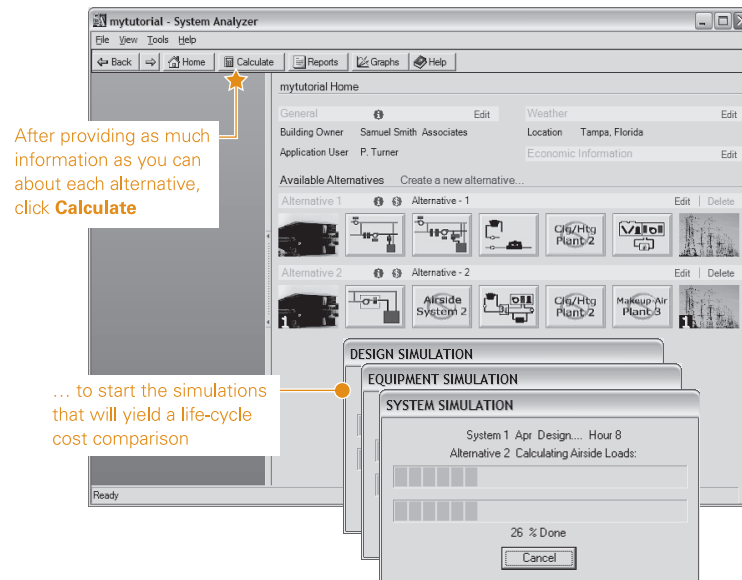 mytutorial - System Analyzer
File View Tools Help
Back Home Calculate Reports Graphs Help
mytutorial Home
General Edit Weather Edit
Building Owner Samuel Smith Associates Location Tampa, Florida
Application User P. Turner Economic Information Edit
Available Alternatives Create a new alternative...
Alternative 1 Alternative - 1 Edit | Delete
Clg/Htg Plant 2
Alternative 2 Alternative - 2 Edit | Delete
1 Airside System 2 Clg/Htg Plant 2 Makeup-Air Plant 3 1
After providing as much
information as you can
about each alternative,
click Calculate
… to start the simulations
that will yield a life-cycle
cost comparison
DESIGN SIMULATION
EQUIPMENT SIMULATION
SYSTEM SIMULATION
System 1 Apr Design.... Hour 8
Alternative 2 Calculating Airside Loads:
26 % Done
Cancel
Ready